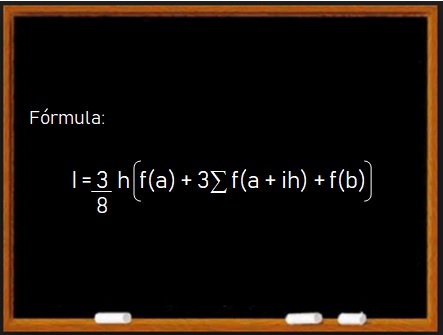 Fórmula:
I = 3/8 h (f(a) + 3∑ f(a + ih) + f(b))